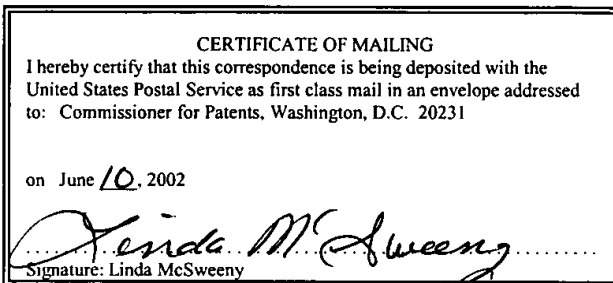 CERTIFICATE OF MAILING
I hereby certify that this correspondence is being deposited with the
United States Postal Service as first class mail in an envelope addressed
to: Commissioner for Patents, Washington, D.C. 20231
on June 10, 2002
Linda McSweeny
Signature: Linda McSweeny